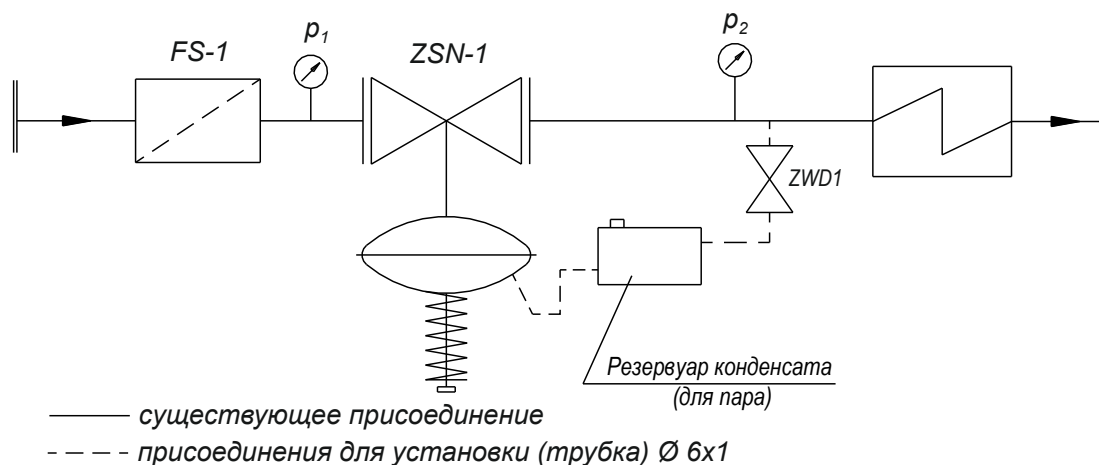 FS-1
p1
ZSN-1
p2
ZWD1
Резервуар конденсата
(для пара)
существующее присоединение
присоединения для установки (трубка) Ø 6x1